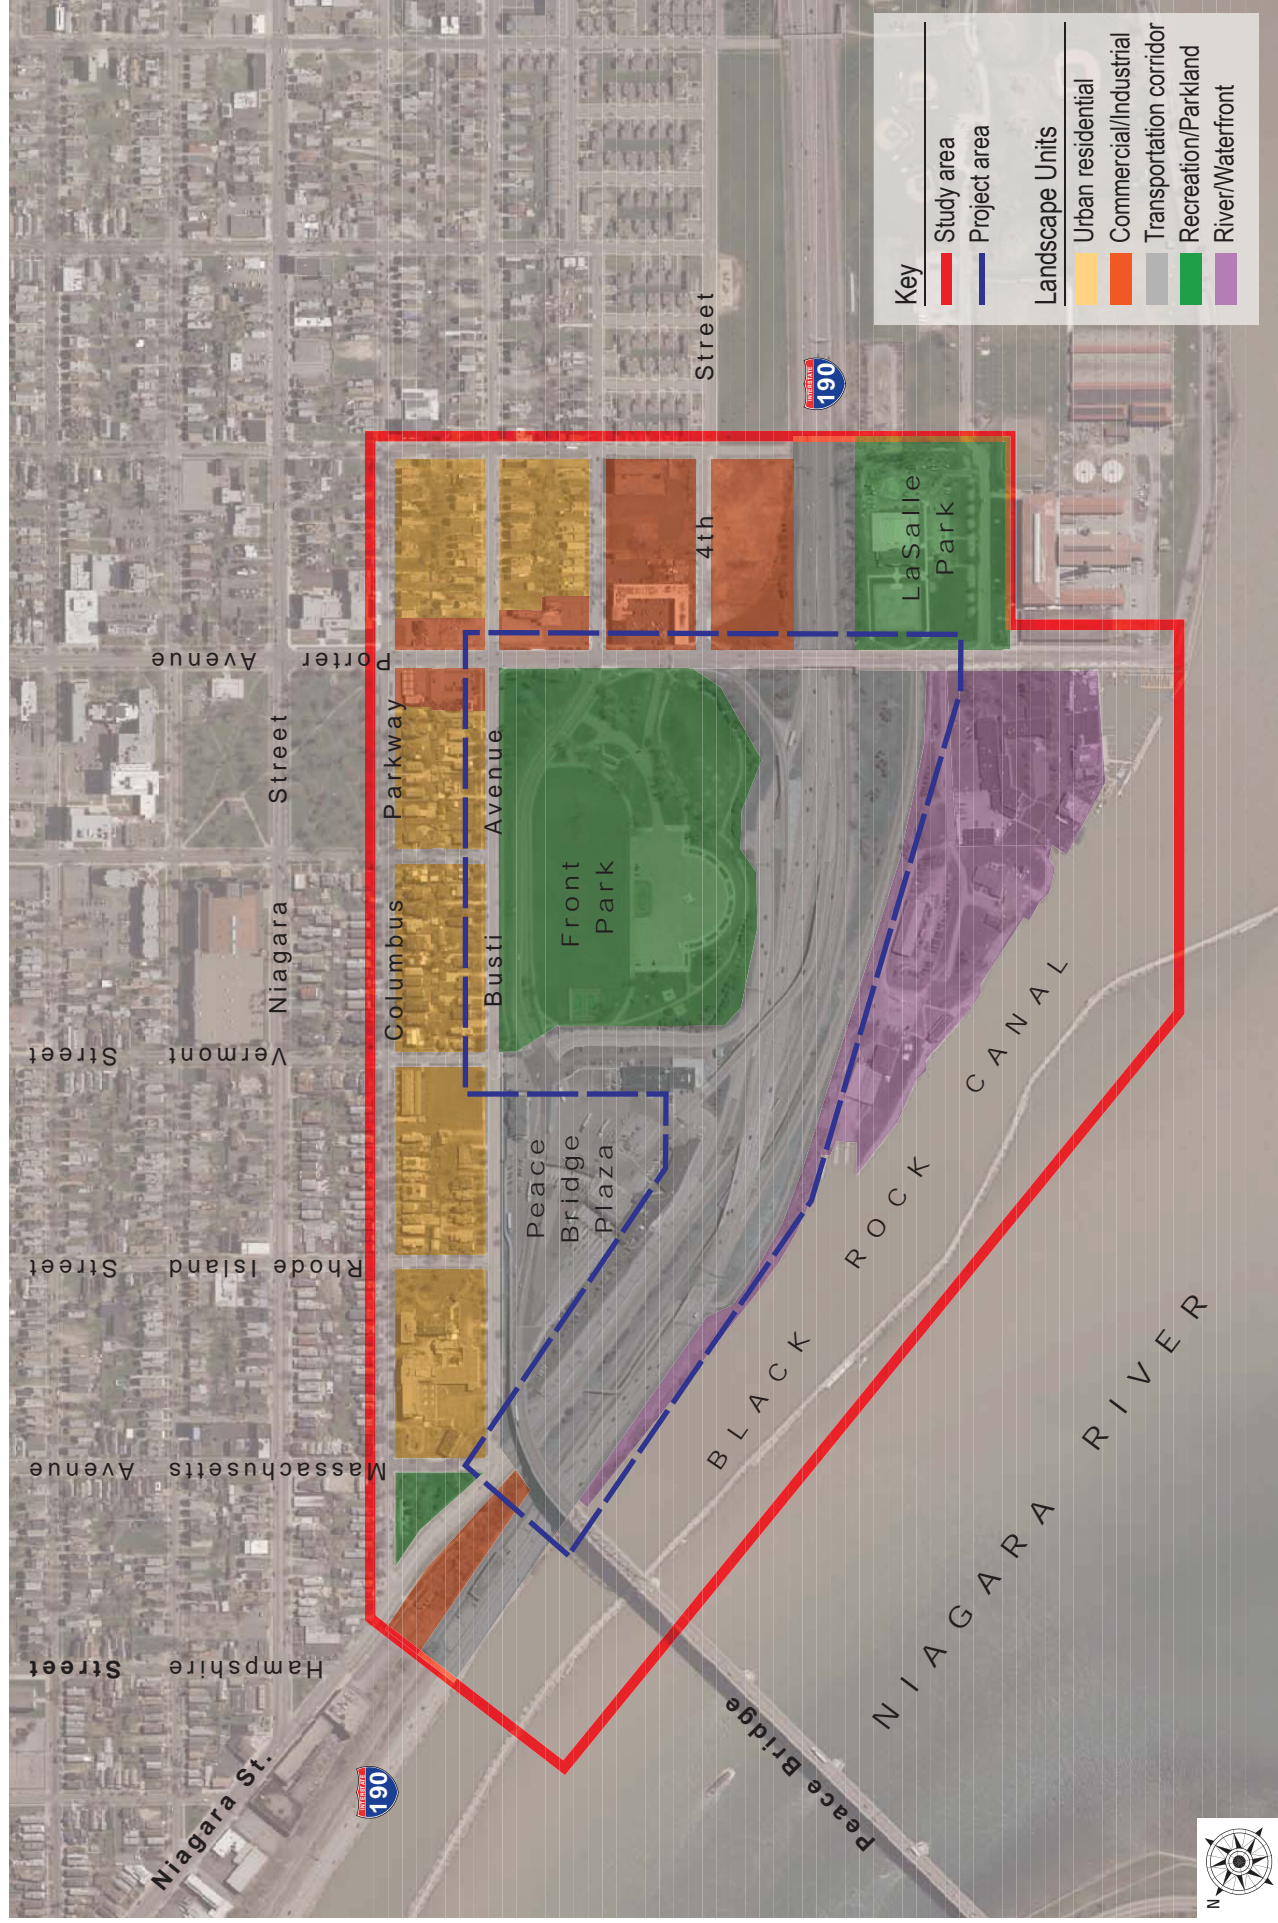 Key
Study area
Project area
Landscape Units
Urban residential
Commercial/Industrial
Transportation corridor
Recreation/Parkland
River/Waterfront
INTERSTATE
190
INTERSTATE
190
Niagara St.
Hampshire Street
Massachusetts Avenue
Rhode Island Street
Vermont Street
Porter Avenue
Niagara Street
Columbus Parkway
Busti Avenue
4th Street
Peace
Bridge
Plaza
Front
Park
LaSalle
Park
BLACK ROCK CANAL
NIAGARA RIVER
Peace Bridge
N